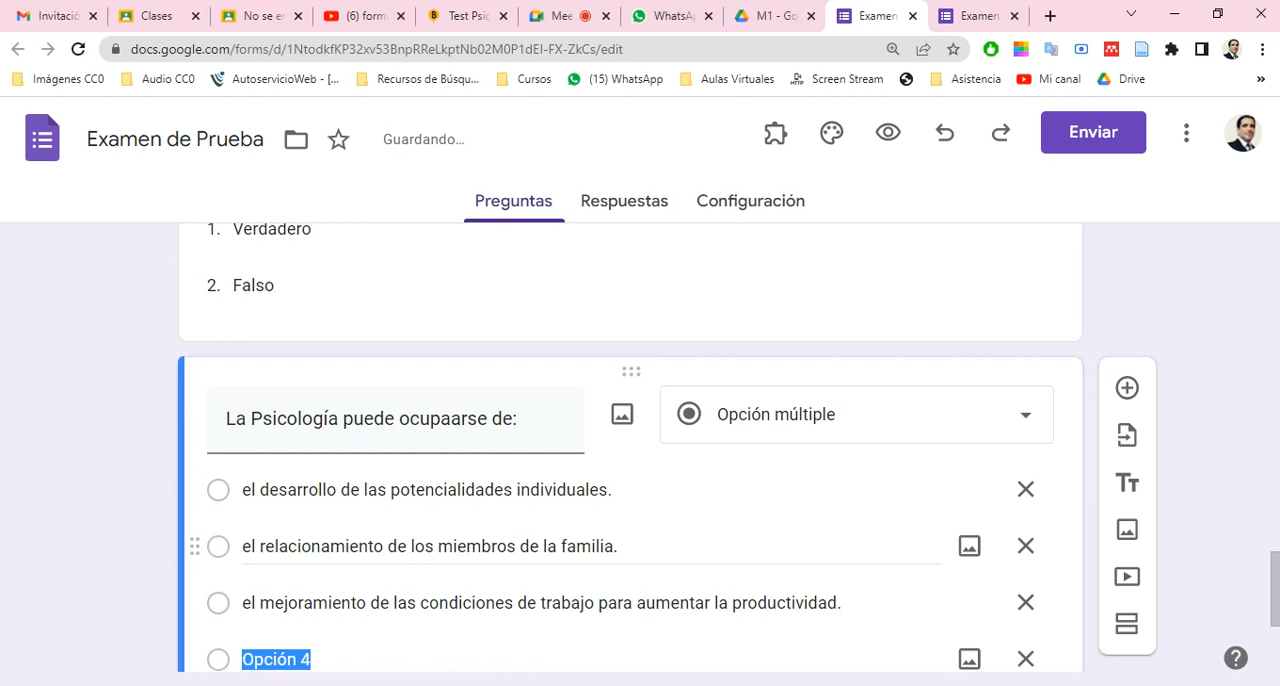 Invitació
Clases
No se en
(6) form
Test Psic
Mee
WhatsA
M1 - Go
Examen
Examen
docs.google.com/forms/d/1NtodkfKP32xv53BnpRReLkptNb02M0P1dEI-FX-ZkCs/edit
Imágenes CC0
Audio CC0
AutoservicioWeb - [...
Recursos de Búsqu...
Cursos
(15) WhatsApp
Aulas Virtuales
Screen Stream
Asistencia
Mi canal
Drive
»
Examen de Prueba
Guardando...
Enviar
Preguntas
Respuestas
Configuración
1. Verdadero
2. Falso
La Psicología puede ocupaarse de:
Opción múltiple
el desarrollo de las potencialidades individuales.
el relacionamiento de los miembros de la familia.
el mejoramiento de las condiciones de trabajo para aumentar la productividad.
Opción 4